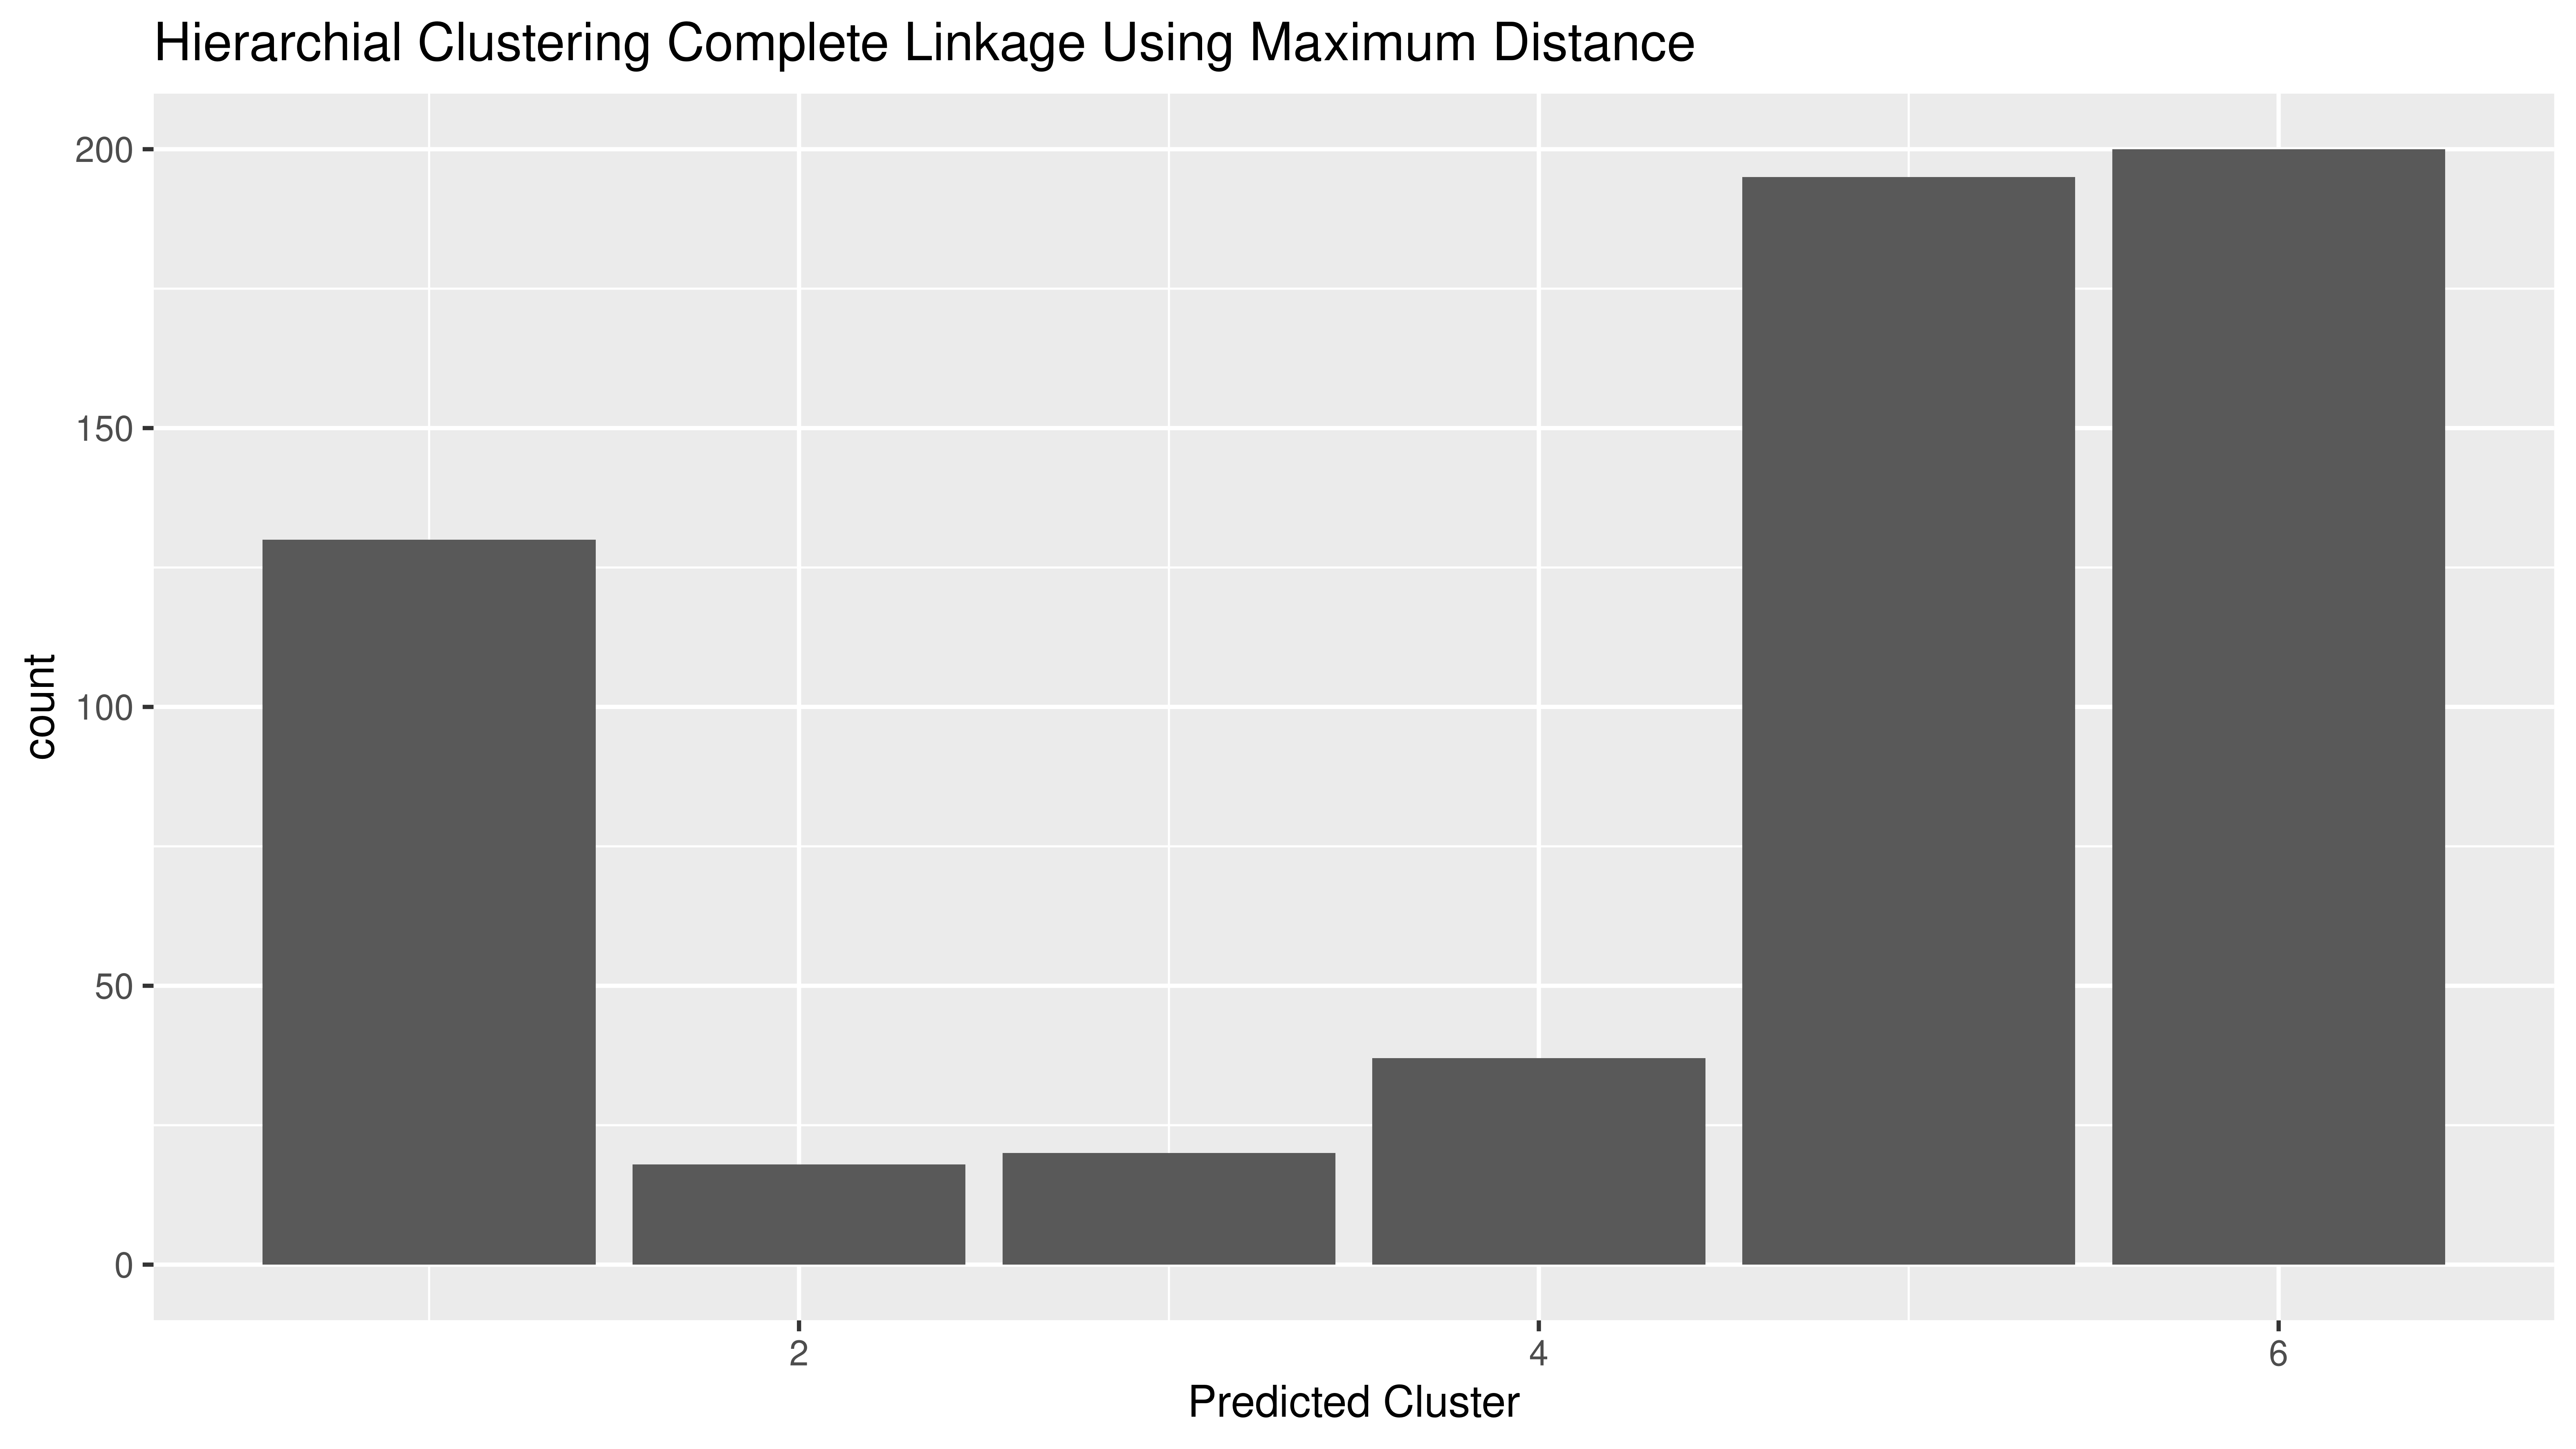 Hierarchial Clustering Complete Linkage Using Maximum Distance
200
150
100
50
0
count
2
4
6
Predicted Cluster